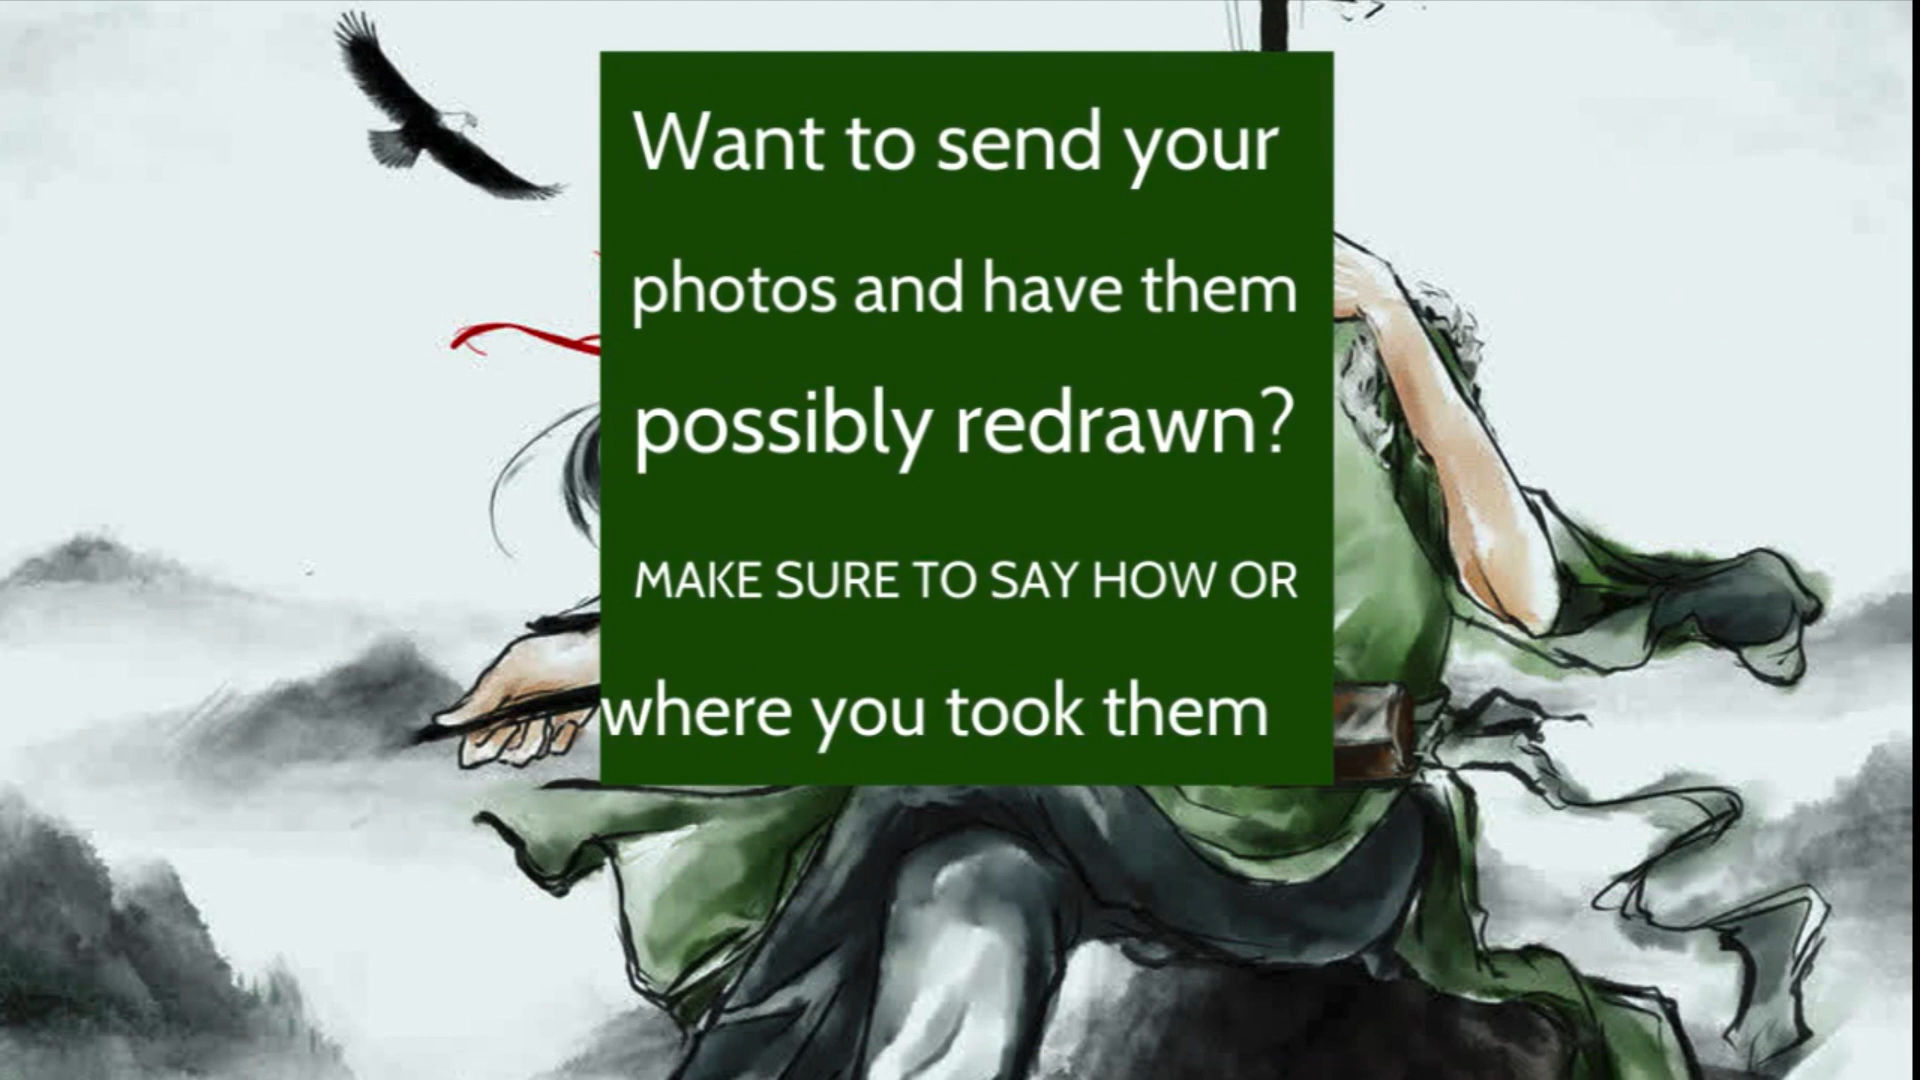 Want to send your
photos and have them
possibly redrawn?
MAKE SURE TO SAY HOW OR
where you took them